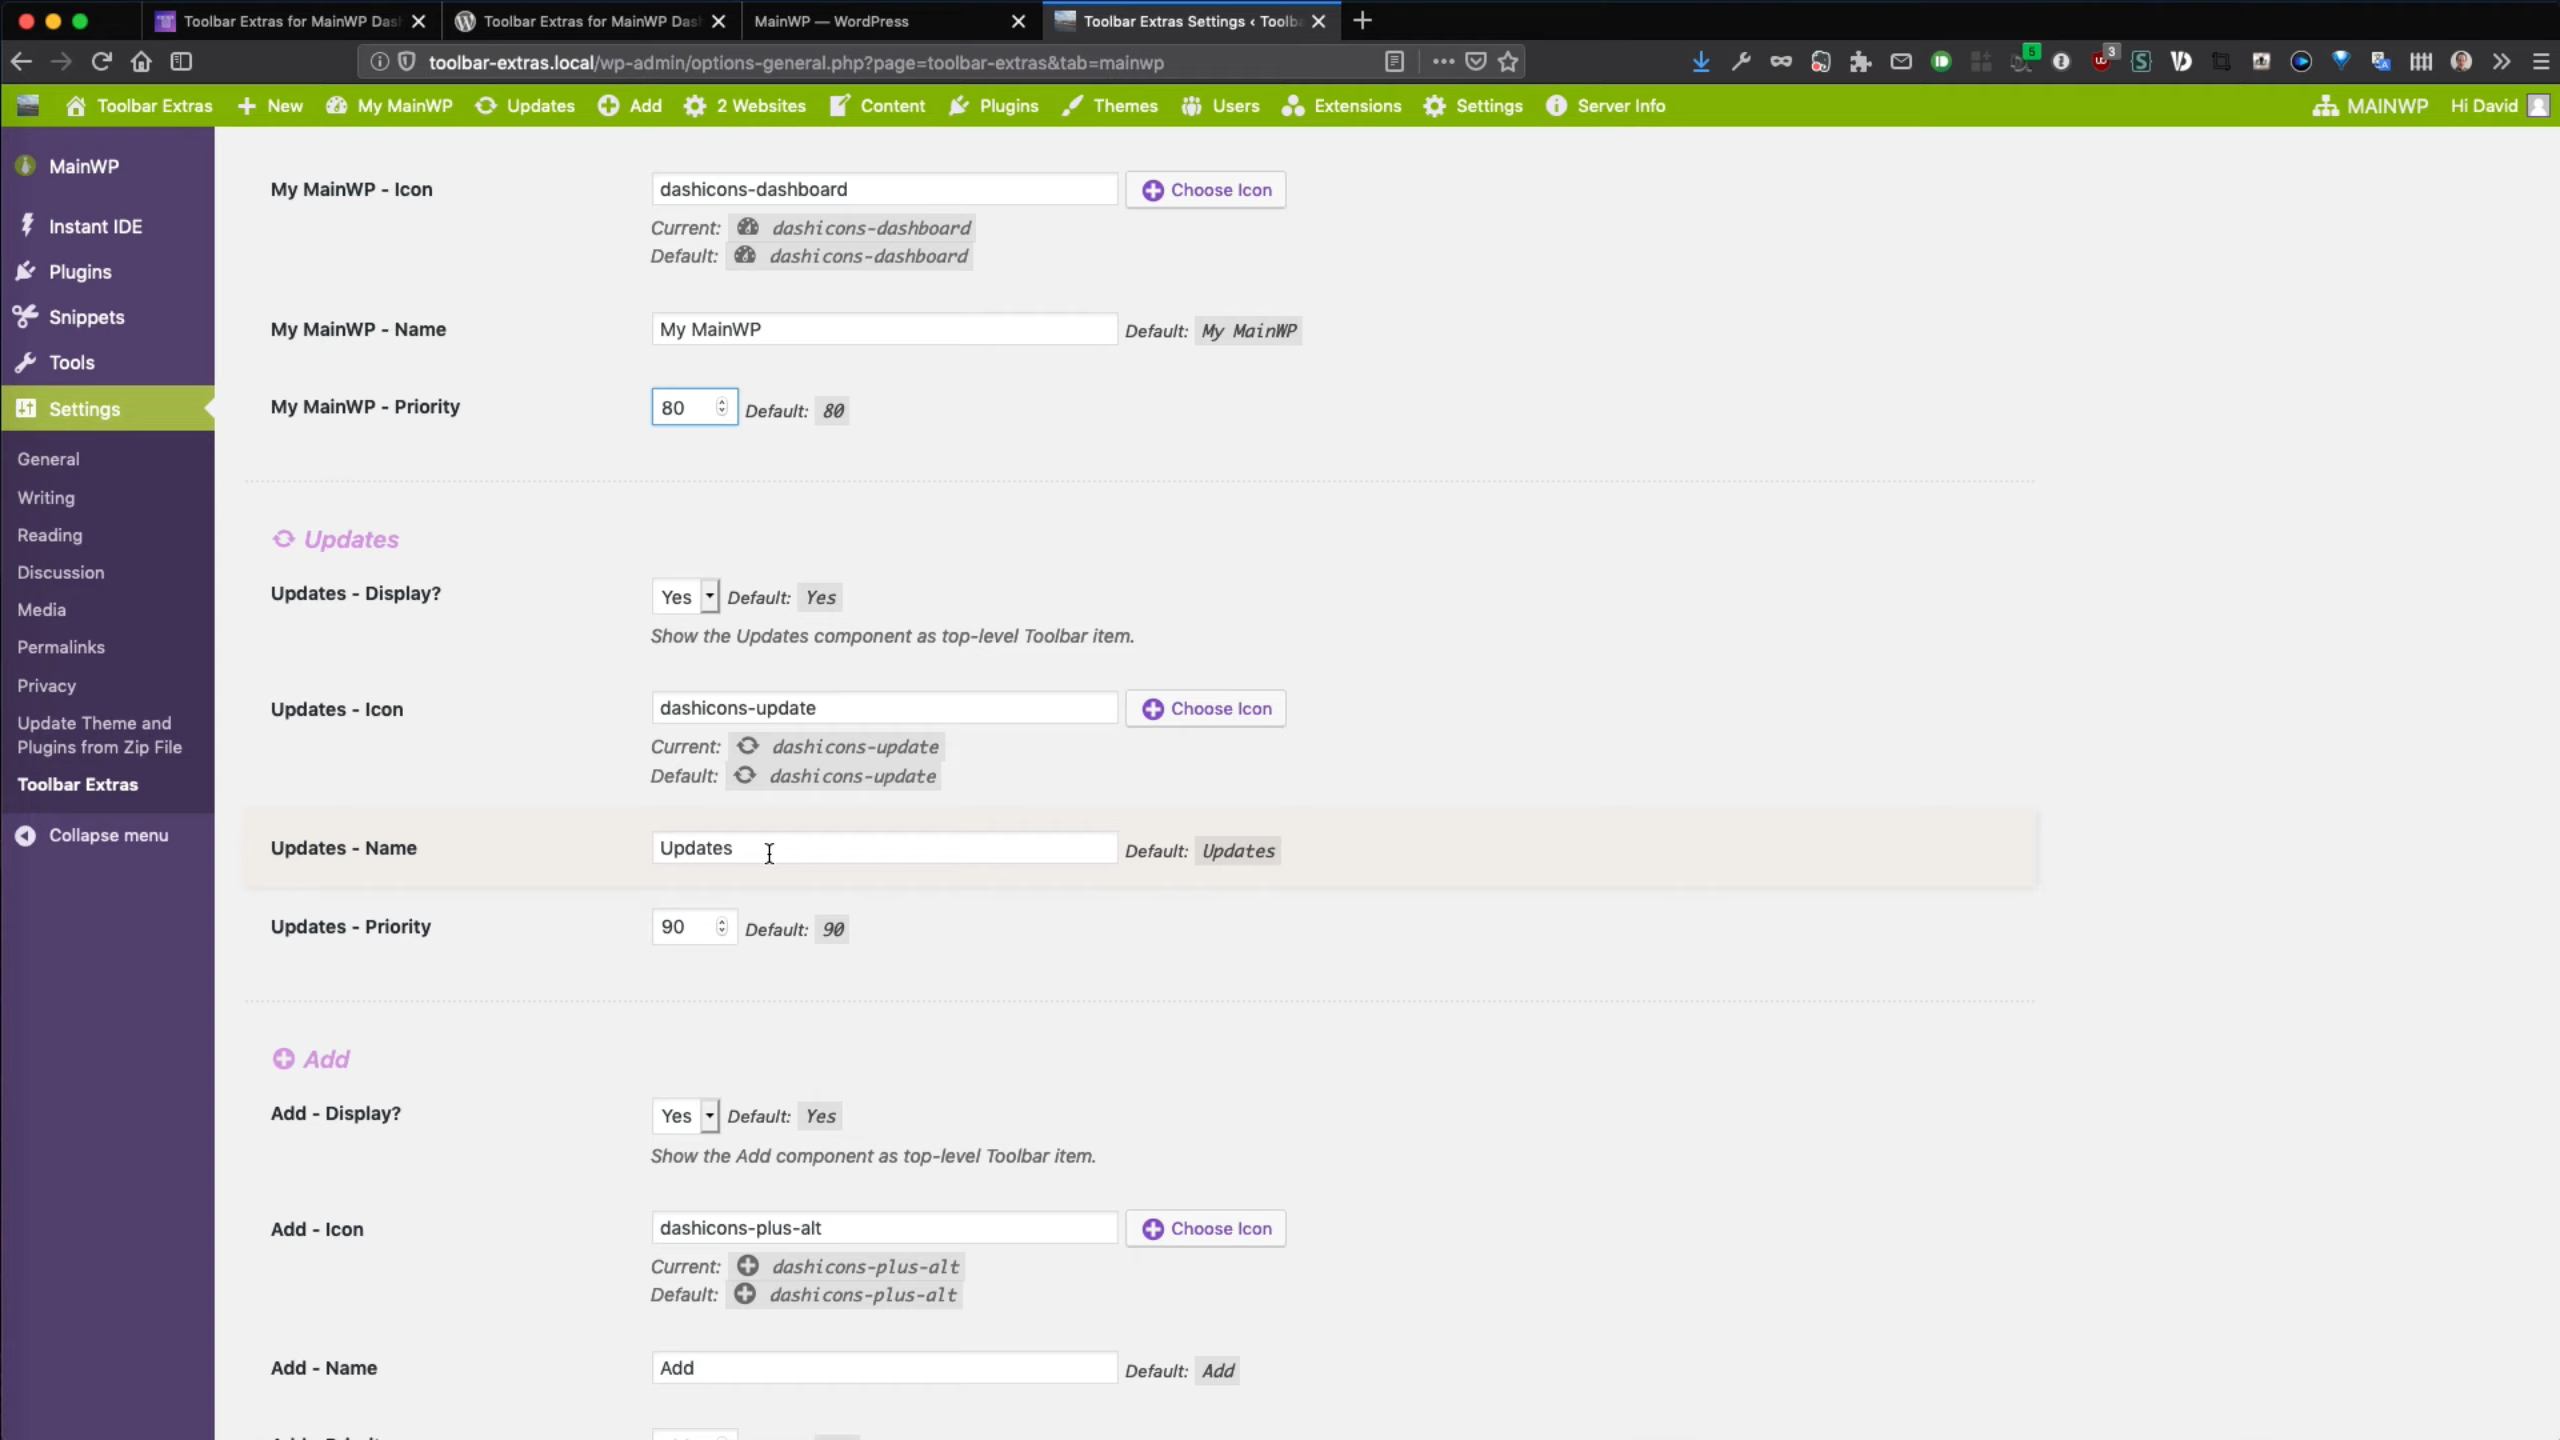 Toolbar Extras for MainWP Das
Toolbar Extras for MainWP Das
MainWP — WordPress
Toolbar Extras Settings ‹ Toolb
toolbar-extras.local/wp-admin/options-general.php?page=toolbar-extras&tab=mainwp
5
3
Toolbar Extras
New
My MainWP
Updates
Add
2 Websites
Content
Plugins
Themes
Users
Extensions
Settings
Server Info
MAINWP
Hi David
MainWP
Instant IDE
Plugins
Snippets
Tools
Settings
General
Writing
Reading
Discussion
Media
Permalinks
Privacy
Update Theme and
Plugins from Zip File
Toolbar Extras
Collapse menu
My MainWP - Icon
dashicons-dashboard
Choose Icon
Current: dashicons-dashboard
Default: dashicons-dashboard
My MainWP - Name
My MainWP
Default: My MainWP
My MainWP - Priority
80
Default: 80
Updates
Updates - Display?
Yes
Default: Yes
Show the Updates component as top-level Toolbar item.
Updates - Icon
dashicons-update
Choose Icon
Current: dashicons-update
Default: dashicons-update
Updates - Name
Updates
Default: Updates
Updates - Priority
90
Default: 90
Add
Add - Display?
Yes
Default: Yes
Show the Add component as top-level Toolbar item.
Add - Icon
dashicons-plus-alt
Choose Icon
Current: dashicons-plus-alt
Default: dashicons-plus-alt
Add - Name
Add
Default: Add